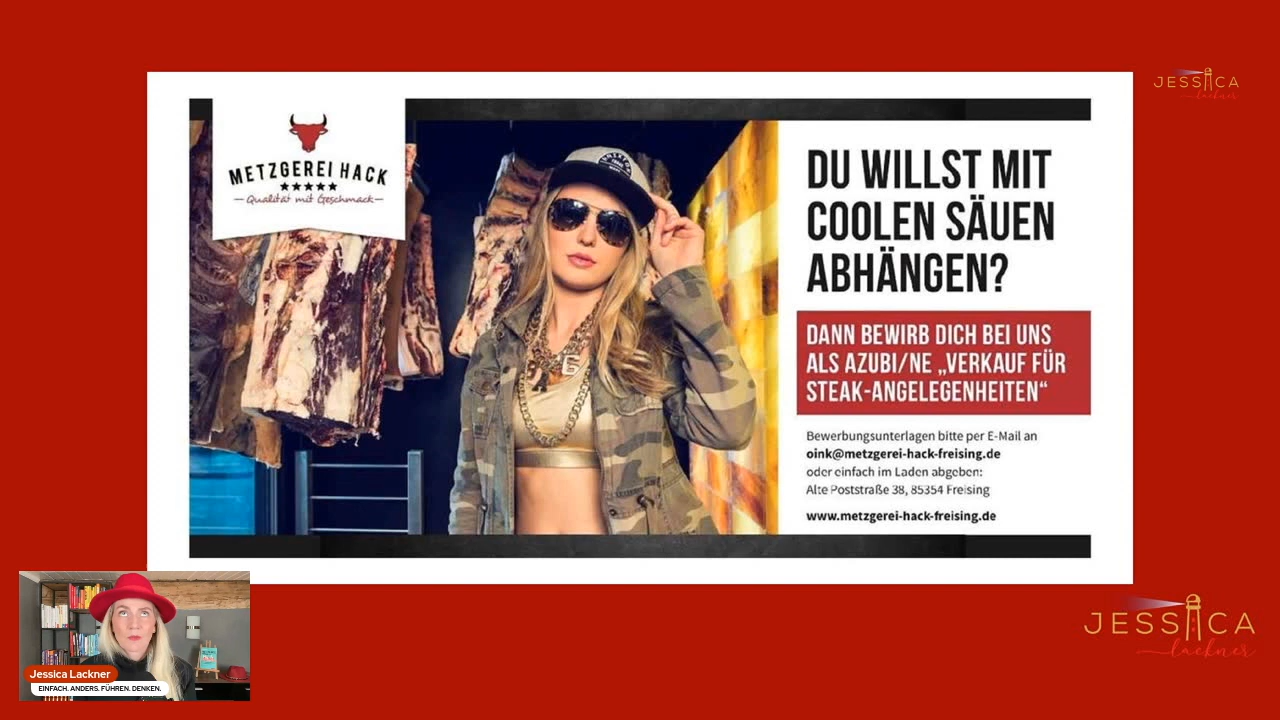 JESSICA
lackner
METZGEREI HACK
Qualität mit Geschmack
DU WILLST MIT
COOLEN SÄUEN
ABHÄNGEN?
DANN BEWIRB DICH BEI UNS
ALS AZUBI/NE „VERKAUF FÜR
STEAK-ANGELEGENHEITEN“
Bewerbungsunterlagen bitte per E-Mail an
oink@metzgerei-hack-freising.de
oder einfach im Laden abgeben:
Alte Poststraße 38, 85354 Freising
www.metzgerei-hack-freising.de
Jessica Lackner
EINFACH. ANDERS. FÜHREN. DENKEN.
JESSICA
lackner